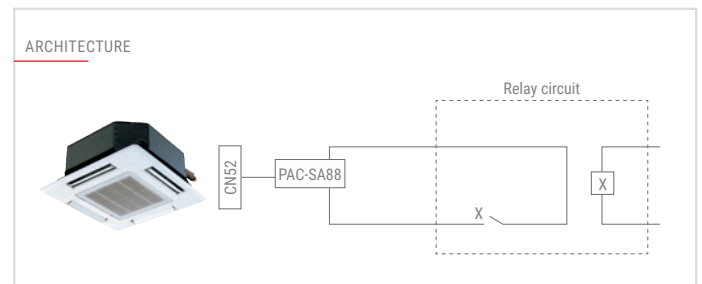 ARCHITECTURE
Relay circuit
CN52
PAC-SA88
X
X